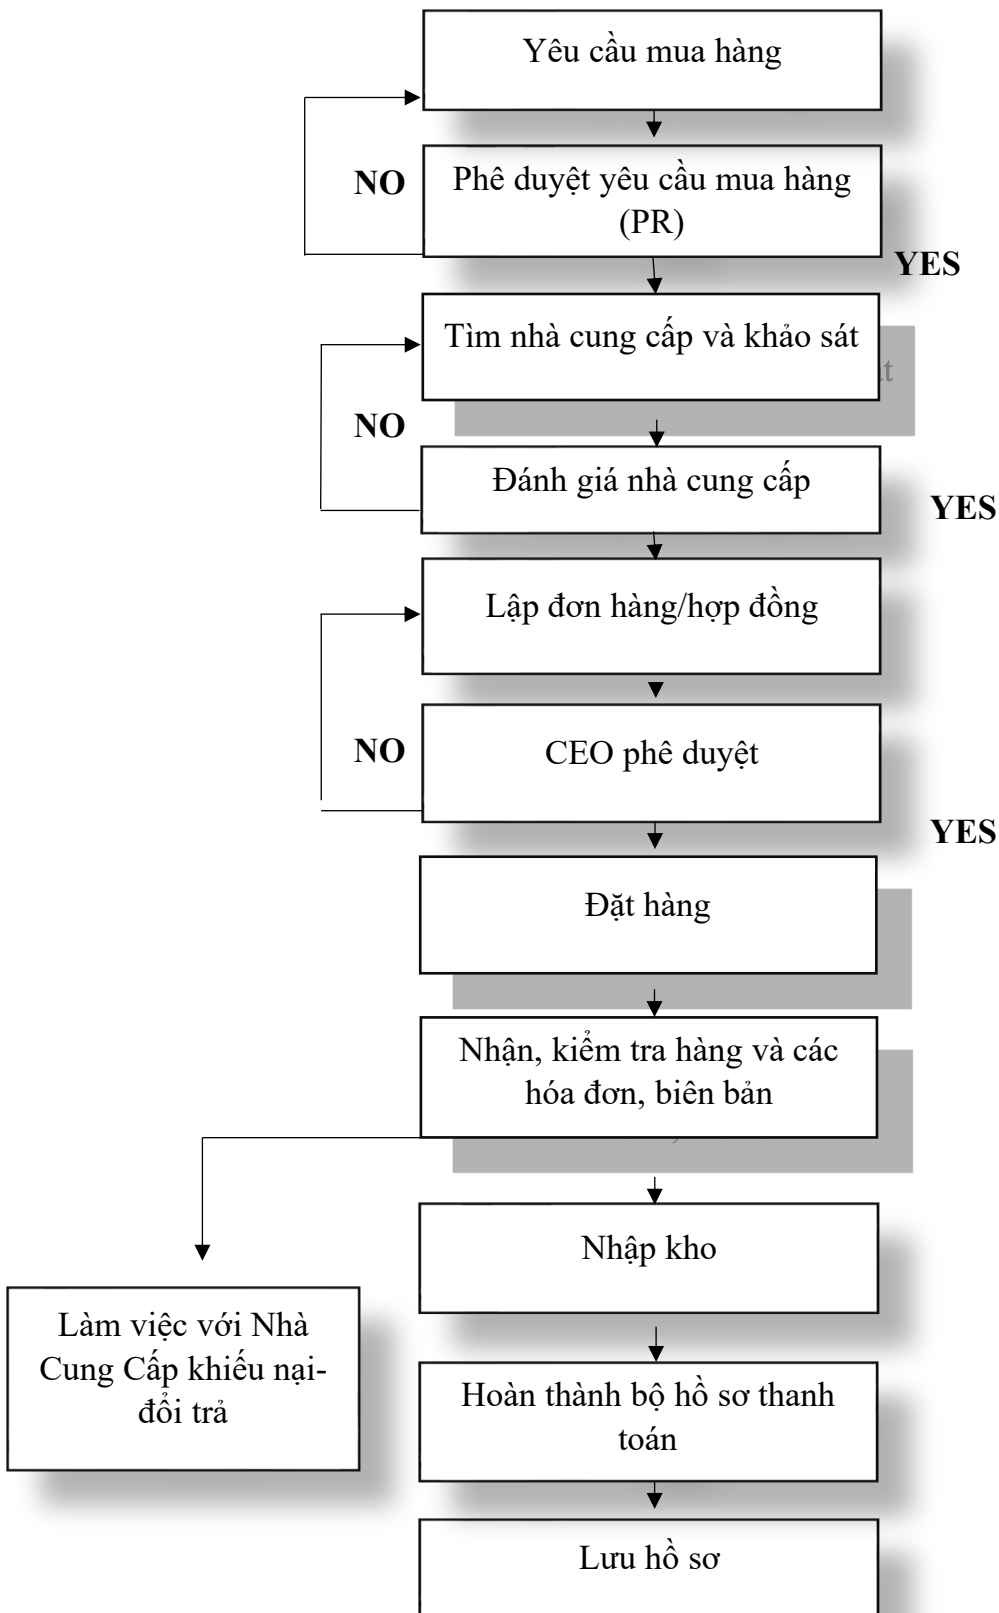 Yêu cầu mua hàng
NO
Phê duyệt yêu cầu mua hàng
(PR)
YES
Tìm nhà cung cấp và khảo sát
NO
Đánh giá nhà cung cấp
YES
Lập đơn hàng/hợp đồng
NO
CEO phê duyệt
YES
Đặt hàng
Nhận, kiểm tra hàng và các
hóa đơn, biên bản
Nhập kho
Làm việc với Nhà
Cung Cấp khiếu nại-
đổi trả
Hoàn thành bộ hồ sơ thanh
toán
Lưu hồ sơ